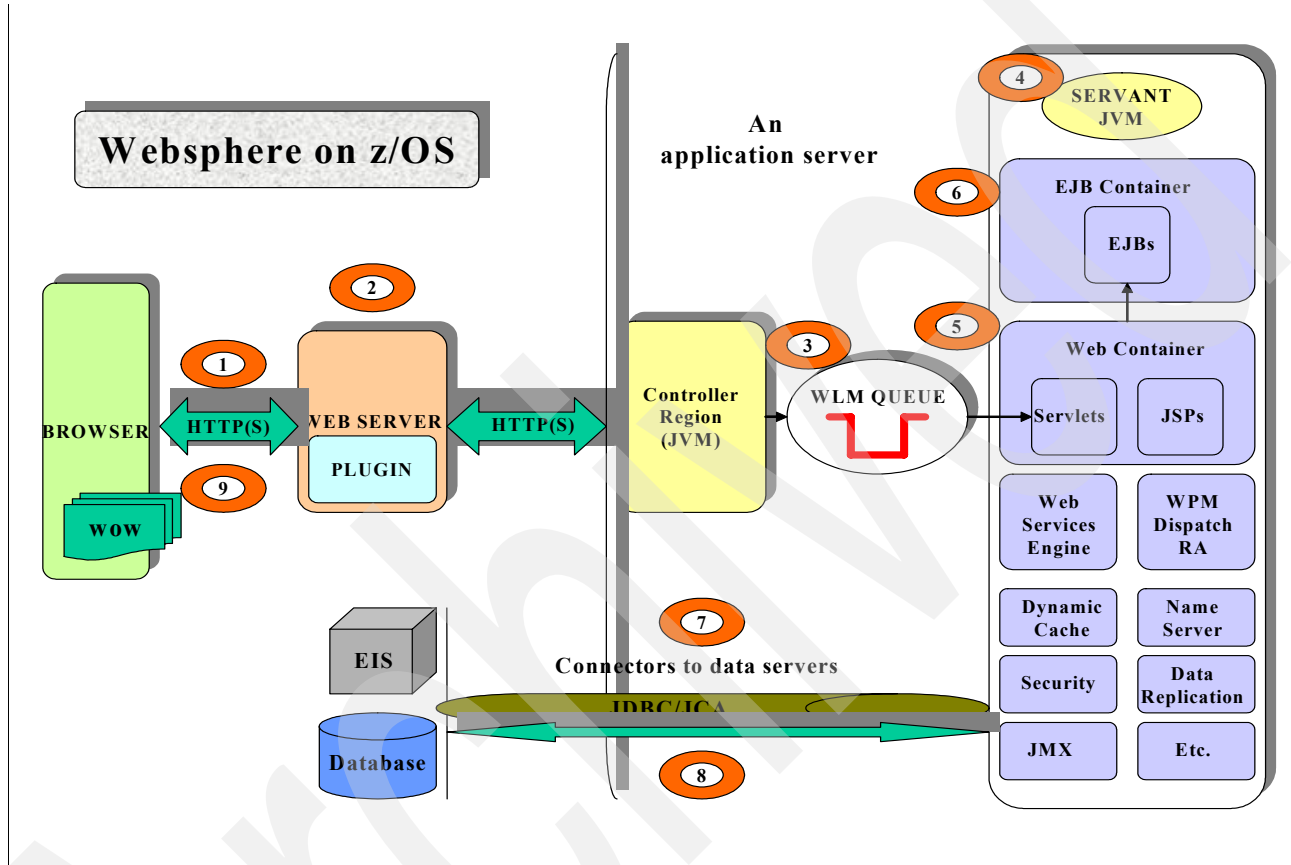 Websphere on z/OS
An
application server
4
SERVANT
JVM
6
EJB Container
EJBs
2
5
Web Container
Servlets
JSPs
1
3
BROWSER
HTTP(S)
WEB SERVER
PLUGIN
HTTP(S)
Controller
Region
(JVM)
WLM QUEUE
9
WOW
Web
Services
Engine
WPM
Dispatch
RA
Dynamic
Cache
Name
Server
7
EIS
Connectors to data servers
Security
Data
Replication
JDBC/JCA
Database
8
JMX
Etc.
Archived